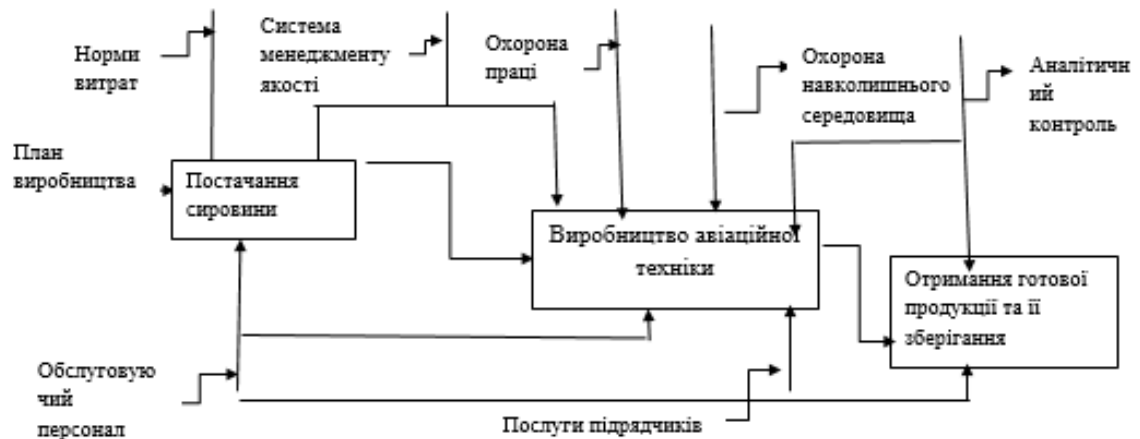 Норми
витрат
Система
менеджменту
якості
Охорона
праці
Охорона
навколишнього
середовища
Аналітичн
ий
контроль
План
виробництва
Постачання
сировини
Виробництво авіаційної
техніки
Отримання готової
продукції та її
зберігання
Обслуговую
чий
персонал
Послуги підрядчиків